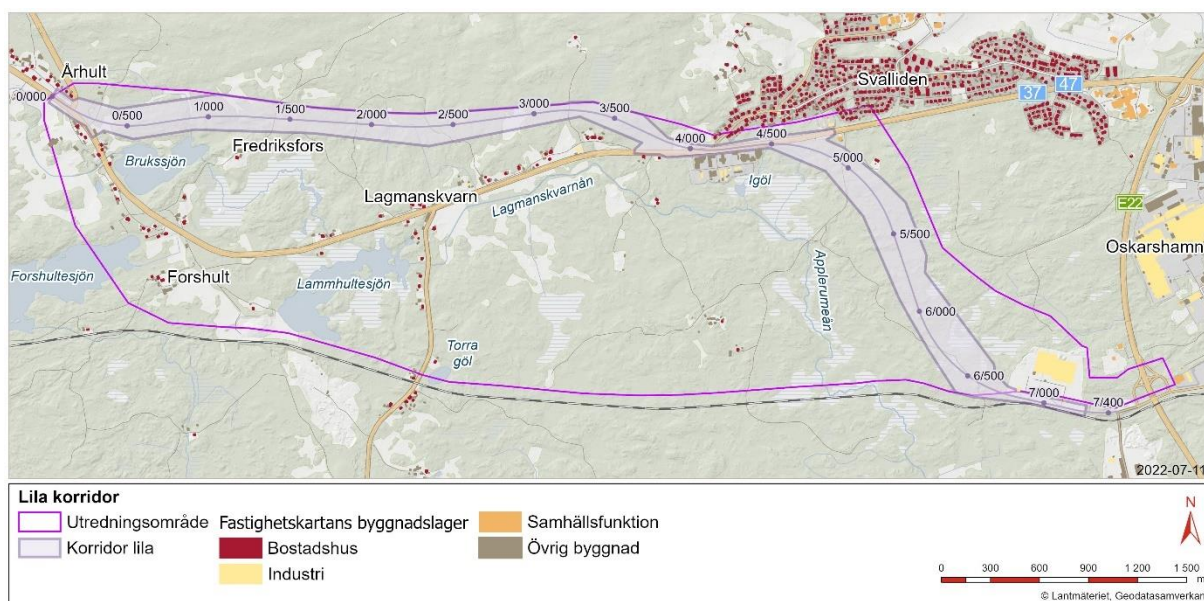 Århult
Svalliden
47
37
0/000
0/500
1/000
1/500
2/000
2/500
3/000
3/500
4/000
4/500
5/000
Fredriksfors
Brukssjön
Lagmanskvarn
Lagmanskvarnån
Igöl
E22
5/500
Oskarshamn
Forshultesjön
Forshult
Lammhultesjön
Applerumeån
6/000
Torra
göl
6/500
7/000
7/400
2022-07-11
Lila korridor
Utredningsområde
Korridor lila
Fastighetskartans byggnadslager
Bostadshus
Industri
Samhällsfunktion
Övrig byggnad
N
0 300 600 900 1 200 1 500
m
© Lantmäteriet, Geodatasamverkan